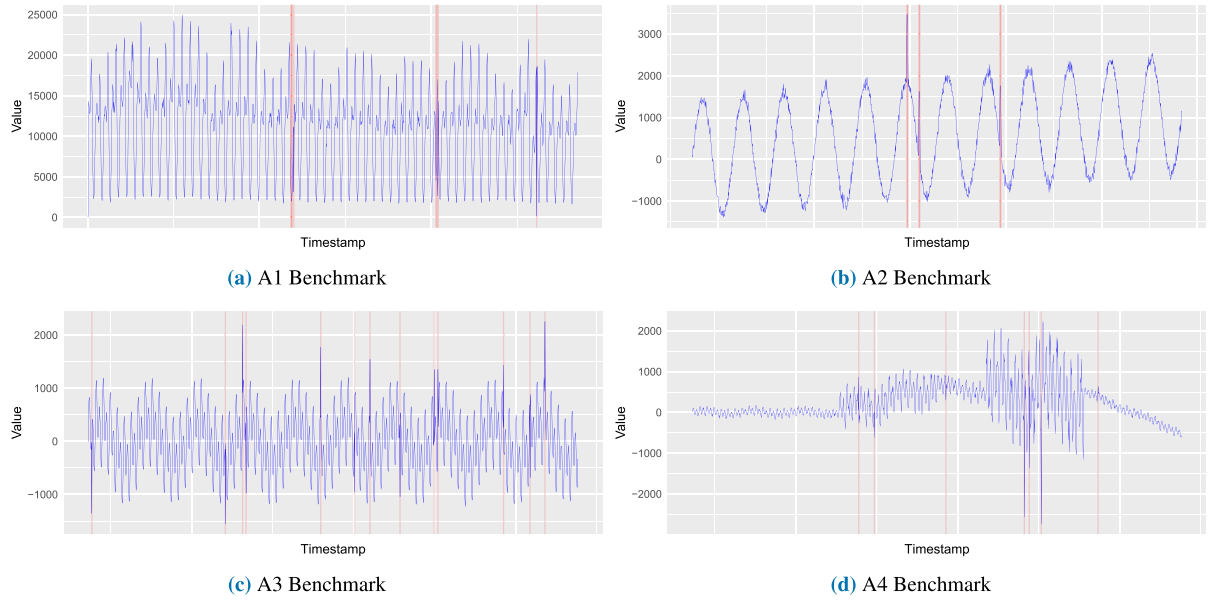 25000
20000
15000
10000
5000
0
Value
Timestamp
(a) A1 Benchmark
3000
2000
1000
0
−1000
Value
Timestamp
(b) A2 Benchmark
2000
1000
0
−1000
Value
Timestamp
(c) A3 Benchmark
2000
1000
0
−1000
−2000
Value
Timestamp
(d) A4 Benchmark